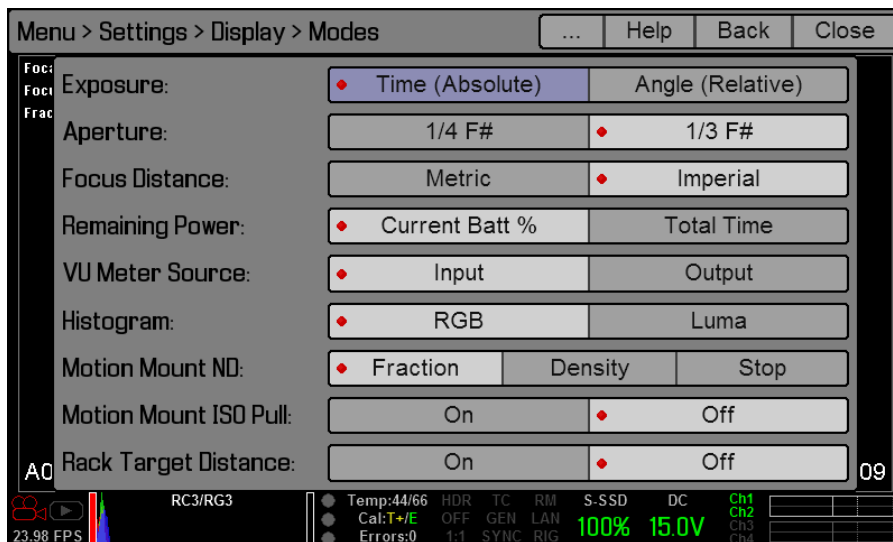 Menu > Settings > Display > Modes ... Help Back Close
Exposure: Time (Absolute) Angle (Relative)
Aperture: 1/4 F# 1/3 F#
Focus Distance: Metric Imperial
Remaining Power: Current Batt % Total Time
VU Meter Source: Input Output
Histogram: RGB Luma
Motion Mount ND: Fraction Density Stop
Motion Mount ISO Pull: On Off
Rack Target Distance: On Off
A0 09
RC3/RG3 Temp:44/66 HDR TC RM S-SSD DC Ch1
Cal:T+/E OFF GEN LAN 100% 15.0V Ch2
23.98 FPS Errors:0 1:1 SYNC RIG Ch3
Ch4